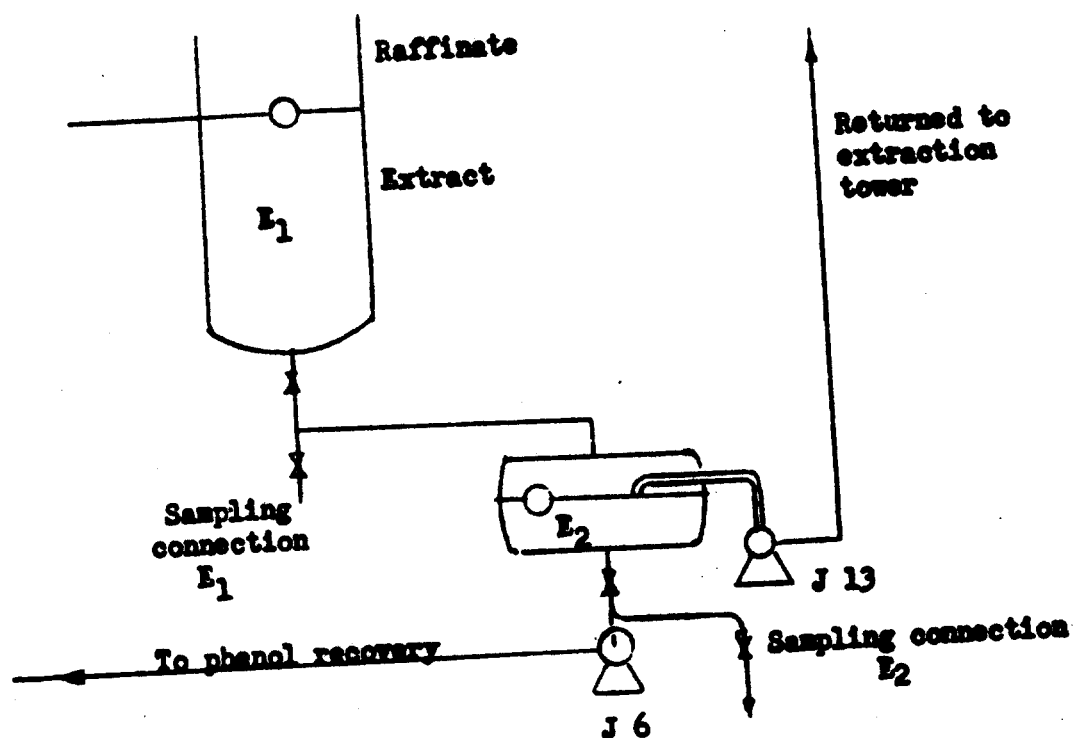 Raffinate
Extract
E1
Returned to
extraction
tower
Sampling
connection
E1
E2
J 13
Sampling connection
E2
To phenol recovery
J 6